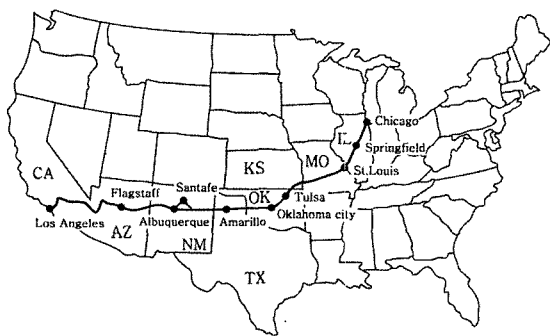 Chicago
IL
Springfield
MO
St.Louis
KS
CA
Santafe
Flagstaff
OK
Tulsa
Los Angeles
Albuquerque
Amarillo
Oklahoma city
AZ
NM
TX